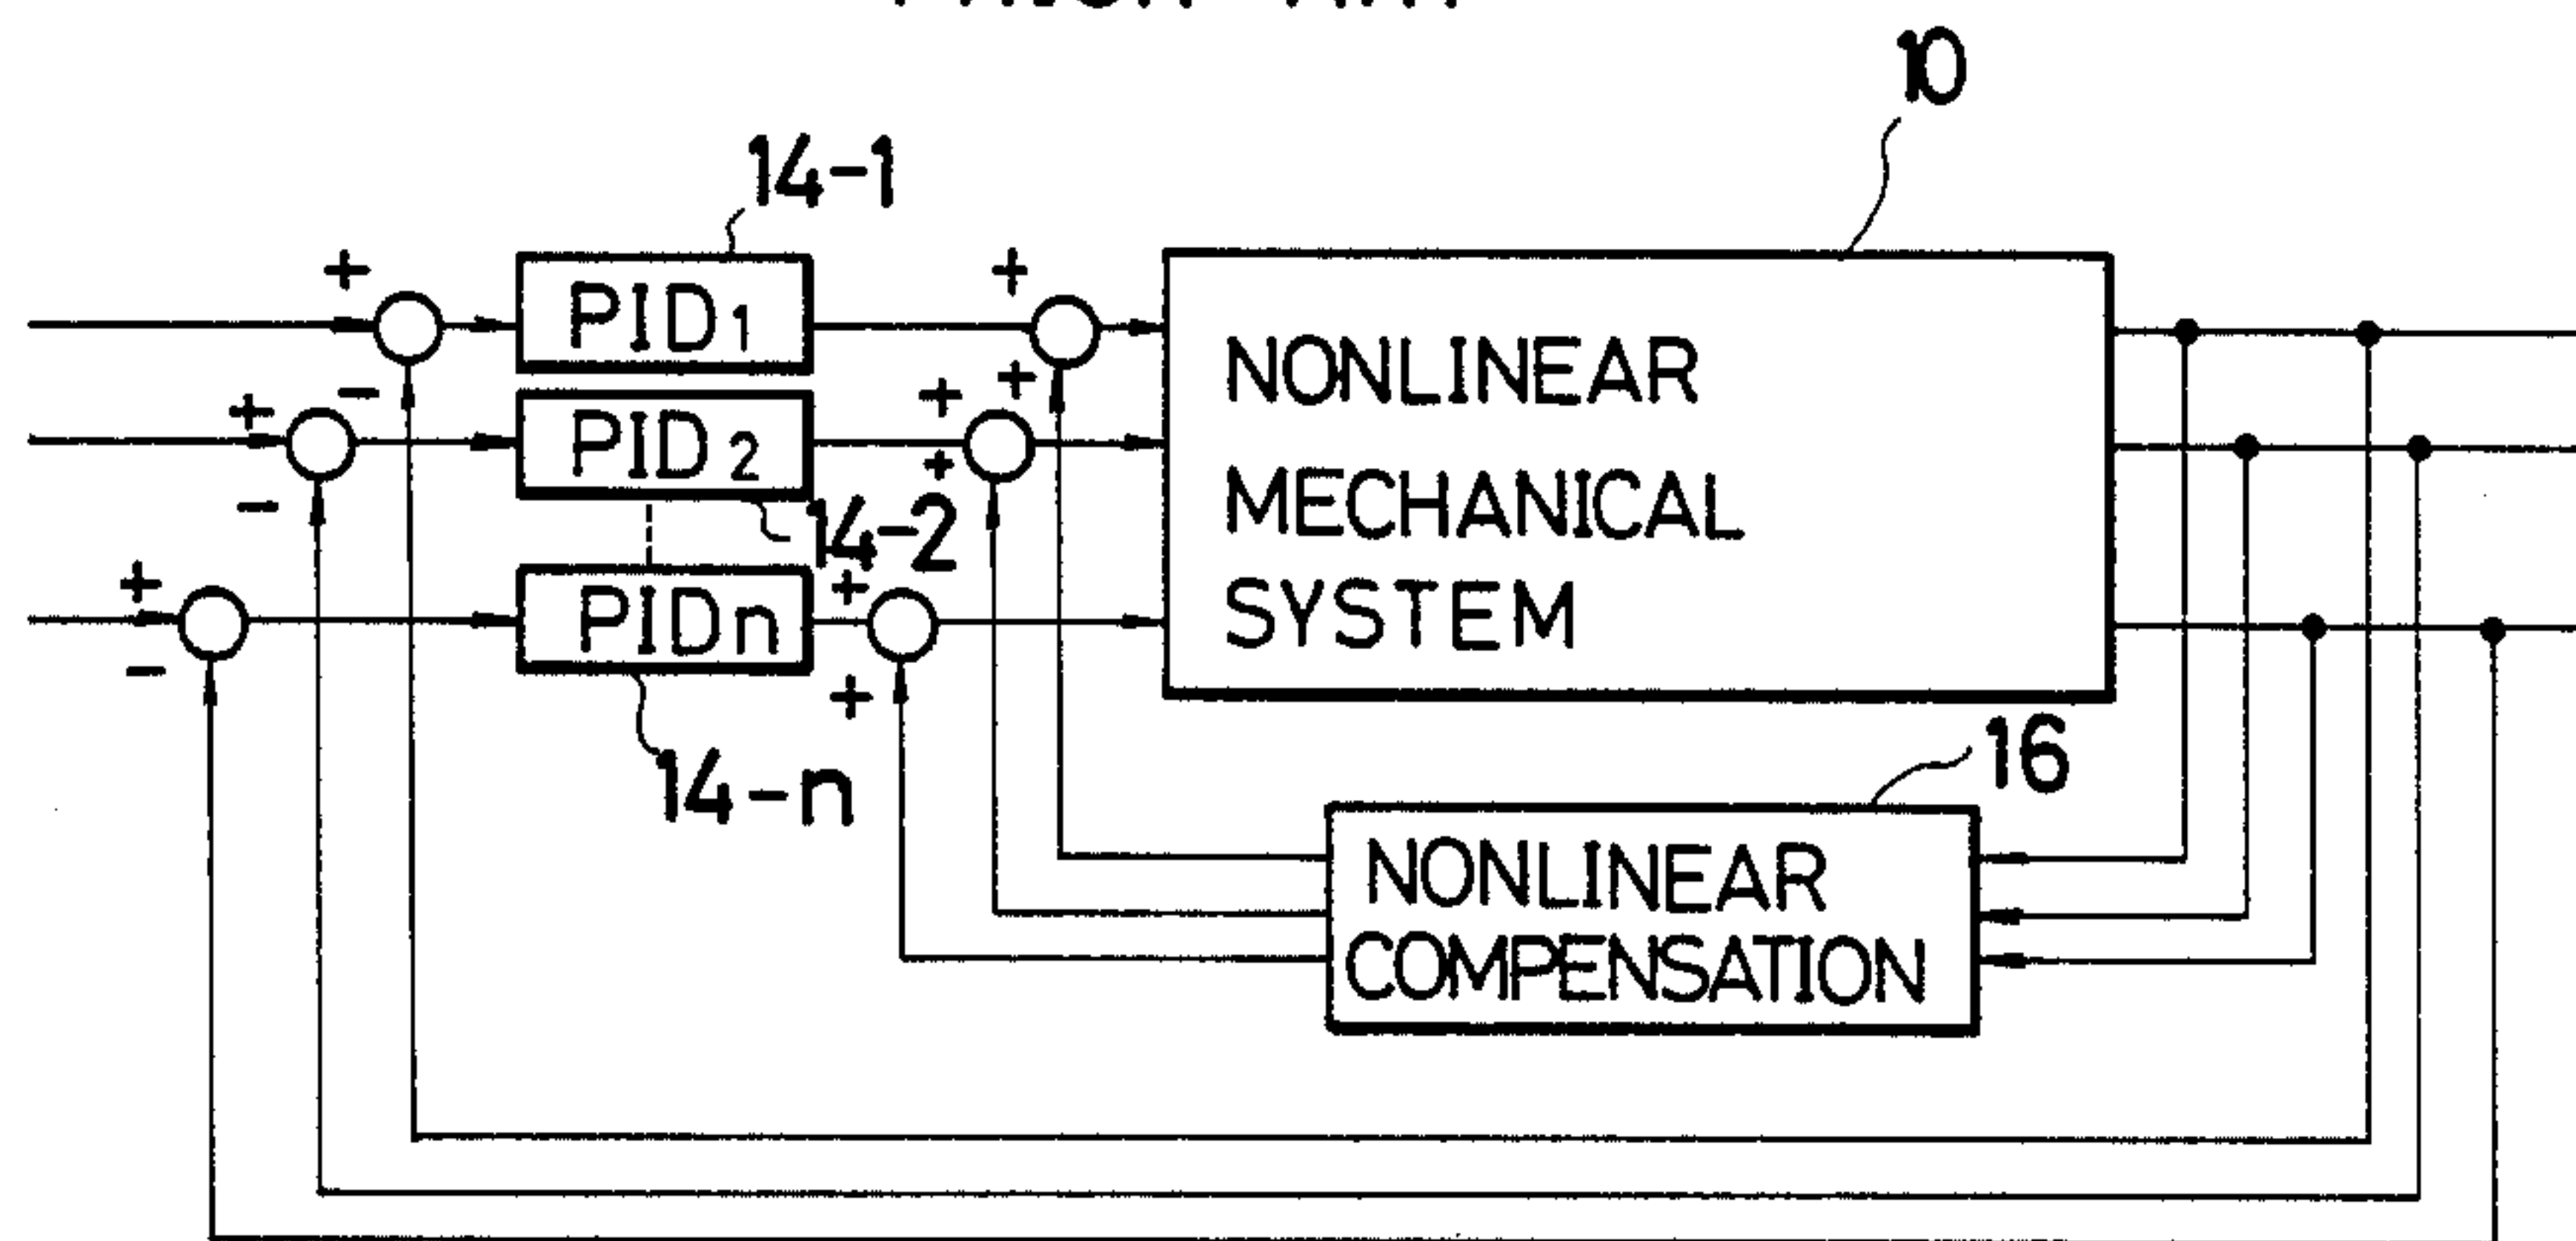 10
14-1
+
+
PID1
NONLINEAR
MECHANICAL
SYSTEM
-
+
+
+
PID2
+
-
14-2
+
+
PIDn
-
+
14-n
16
NONLINEAR
COMPENSATION